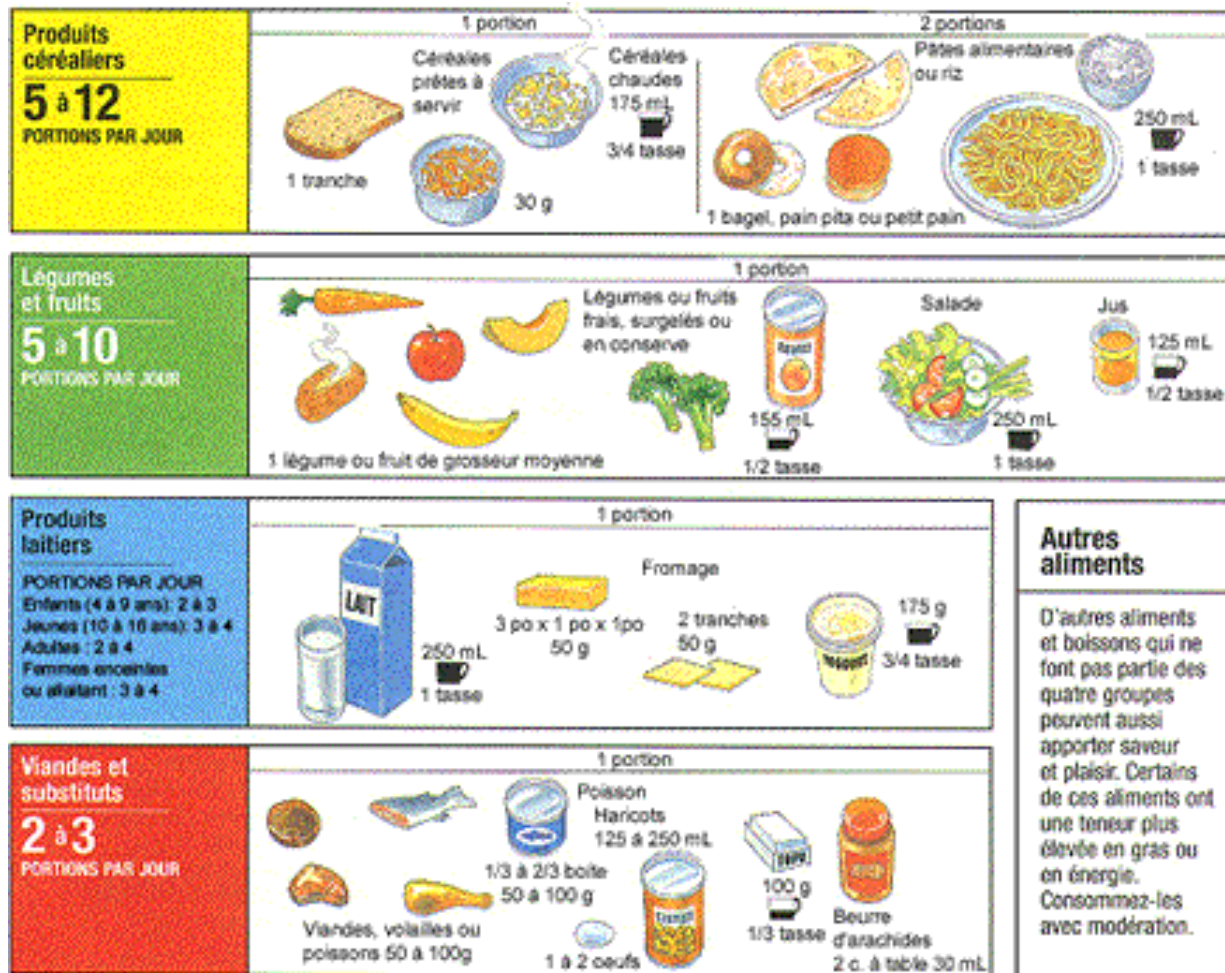 Produits
céréaliers
5 à 12
PORTIONS PAR JOUR
1 portion
Céréales
prêtes à
servir
Céréales
chaudes
175 mL
3/4 tasse
1 tranche
30 g
2 portions
Pâtes alimentaires
ou riz
250 mL
1 tasse
1 bagel, pain pita ou petit pain
Légumes
et fruits
5 à 10
PORTIONS PAR JOUR
1 portion
Légumes ou fruits
frais, surgelés ou
en conserve
1 légume ou fruit de grosseur moyenne
155 mL
1/2 tasse
Salade
250 mL
1 tasse
Jus
125 mL
1/2 tasse
Produits
laitiers
PORTIONS PAR JOUR
Enfants (4 à 9 ans): 2 à 3
Jeunes (10 à 16 ans): 3 à 4
Adultes : 2 à 4
Femmes enceintes
ou allaitant : 3 à 4
1 portion
LAIT
250 mL
1 tasse
Fromage
3 po x 1 po x 1po
50 g
2 tranches
50 g
175 g
3/4 tasse
Viandes et
substituts
2 à 3
PORTIONS PAR JOUR
1 portion
Viandes, volailles ou
poissons 50 à 100g
Poisson
Haricots
125 à 250 mL
1/3 à 2/3 boîte
50 à 100 g
1 à 2 oeufs
TOFU
100 g
1/3 tasse
Beurre
d'arachides
2 c. à table 30 mL
Autres
aliments
D'autres aliments
et boissons qui ne
font pas partie des
quatre groupes
peuvent aussi
apporter saveur
et plaisir. Certains
de ces aliments ont
une teneur plus
élevée en gras ou
en énergie.
Consommez-les
avec modération.